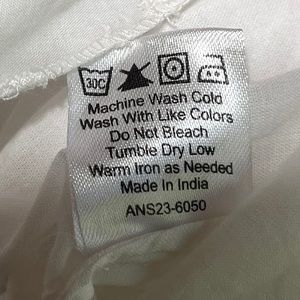 30C
Machine Wash Cold
Wash With Like Colors
Do Not Bleach
Tumble Dry Low
Warm Iron as Needed
Made in India
ANS23-6050